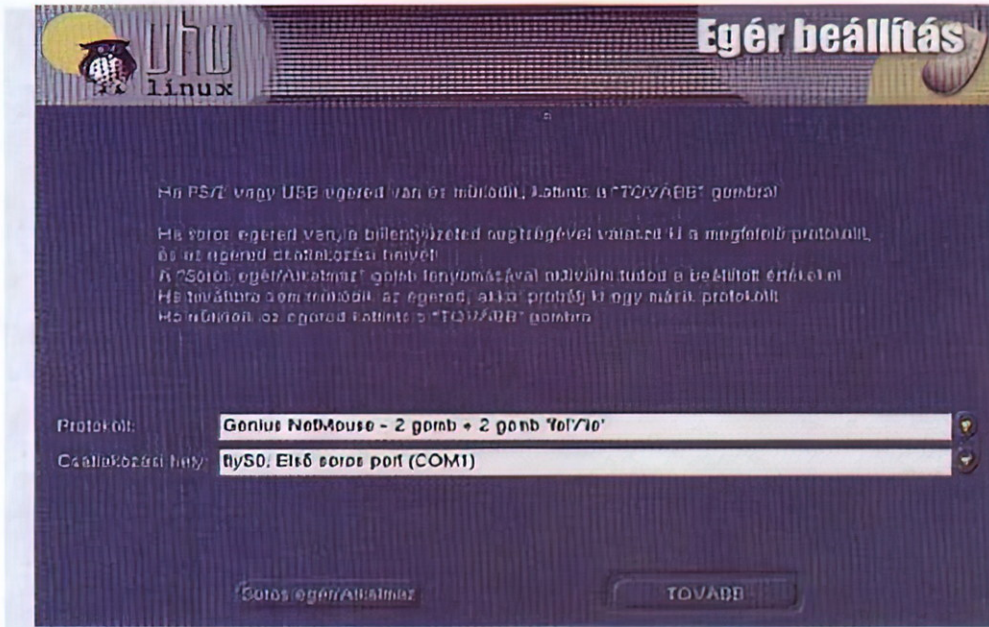 uhu
linux
Egér beállítás
Ha PS/2 vagy USB egered van és működik, kattints a "TOVÁBB" gombra!
Ha soros egered van, a billentyűzeted segítségével válaszd ki a megfelelő protokollt,
és az egered csatlakozási helyét!
A "Soros egér/Alkalmaz" gomb lenyomásával aktiválni tudod a beállított értékeket
Ha továbbra sem működik az egered, akkor próbálj ki egy másik protokollt
Ha működik az egered kattints a "TOVÁBB" gombra
Protokoll:
Genius NetMouse - 2 gomb + 2 gomb 'fel'/'le'
Csatlakozási hely:
ttyS0: Első soros port (COM1)
Soros egér/Alkalmaz
TOVÁBB